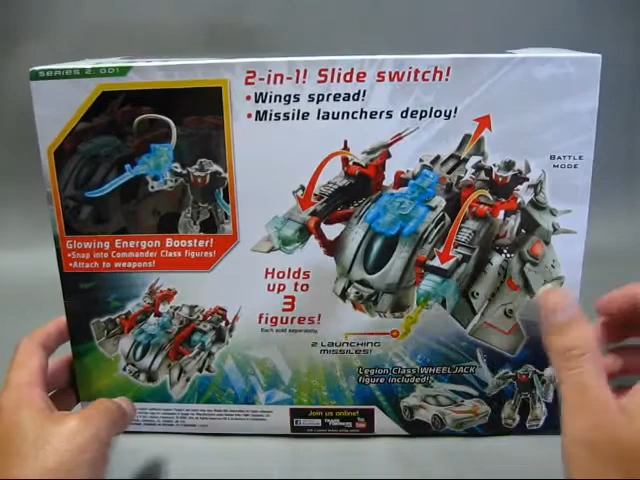 SERIES 2: 001
2-in-1! Slide switch!
• Wings spread!
• Missile launchers deploy!
BATTLE
MODE
Glowing Energon Booster!
• Snap into Commander Class figures!
• Attach to weapons!
Holds
up to
3
figures!
Each sold separately.
2 LAUNCHING
MISSILES!
Legion Class WHEELJACK
figure included!
Join us online!